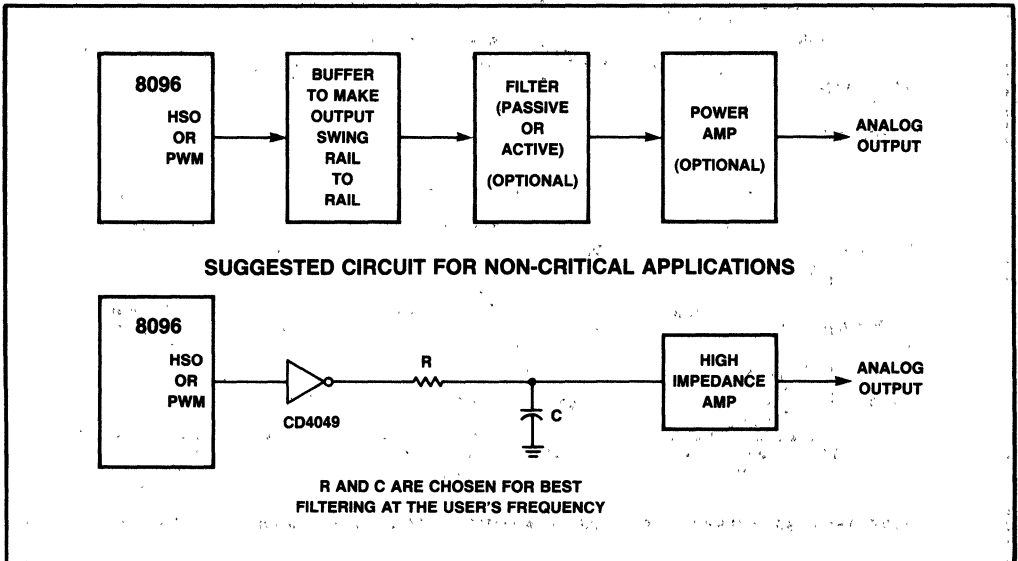 8096
HSO
OR
PWM
BUFFER
TO MAKE
OUTPUT
SWING
RAIL
TO
RAIL
FILTER
(PASSIVE
OR
ACTIVE)
(OPTIONAL)
POWER
AMP
(OPTIONAL)
ANALOG
OUTPUT
SUGGESTED CIRCUIT FOR NON-CRITICAL APPLICATIONS
8096
HSO
OR
PWM
CD4049
R
C
HIGH
IMPEDANCE
AMP
ANALOG
OUTPUT
R AND C ARE CHOSEN FOR BEST
FILTERING AT THE USER'S FREQUENCY